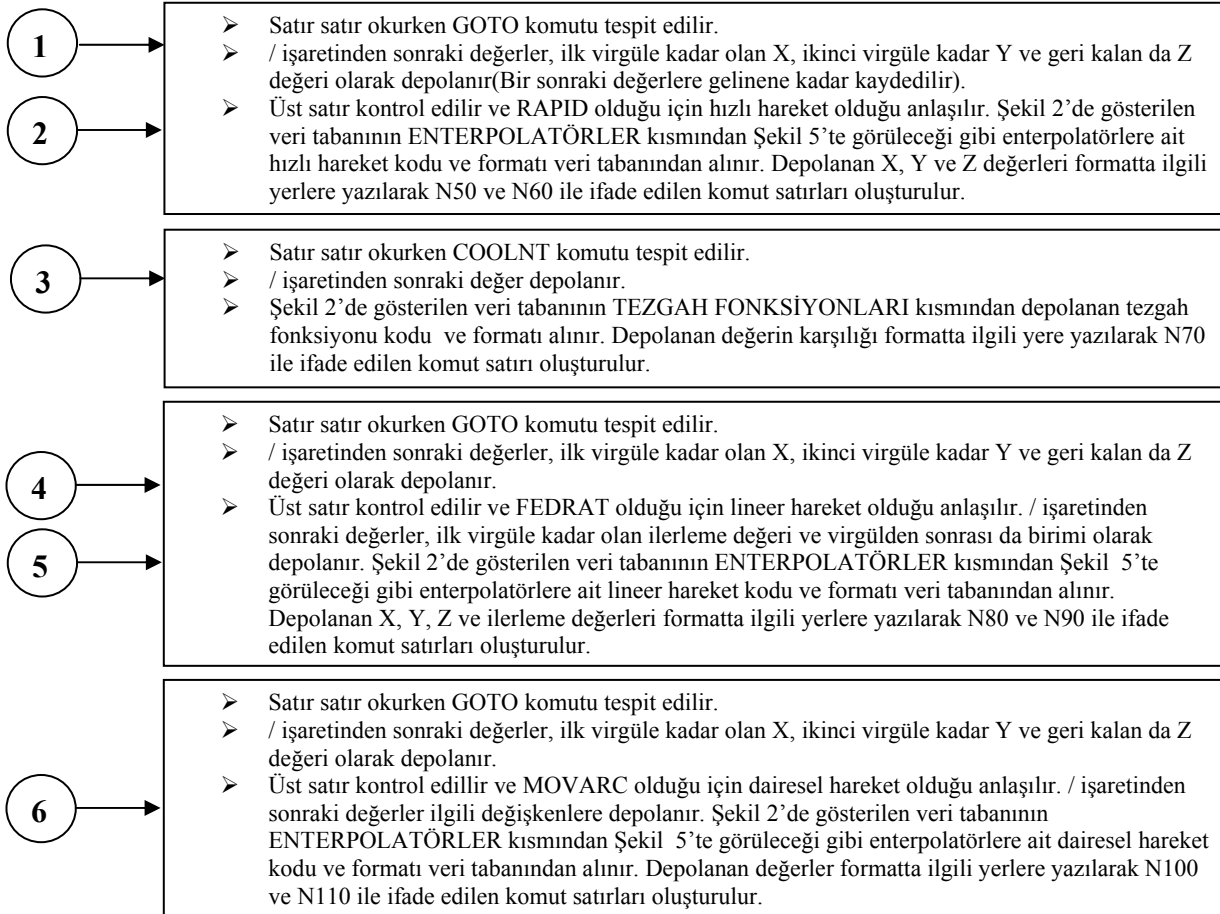 1
➢ Satır satır okurken GOTO komutu tespit edilir.
➢ / işaretinden sonraki değerler, ilk virgüle kadar olan X, ikinci virgüle kadar Y ve geri kalan da Z
değeri olarak depolanır(Bir sonraki değerlere gelinene kadar kaydedilir).
2
➢ Üst satır kontrol edilir ve RAPID olduğu için hızlı hareket olduğu anlaşılır. Şekil 2’de gösterilen
veri tabanının ENTERPOLATÖRLER kısmından Şekil 5’te görüleceği gibi enterpolatörlere ait
hızlı hareket kodu ve formatı veri tabanından alınır. Depolanan X, Y ve Z değerleri formatta ilgili
yerlere yazılarak N50 ve N60 ile ifade edilen komut satırları oluşturulur.
3
➢ Satır satır okurken COOLNT komutu tespit edilir.
➢ / işaretinden sonraki değer depolanır.
➢ Şekil 2’de gösterilen veri tabanının TEZGAH FONKSİYONLARI kısmından depolanan tezgah
fonksiyonu kodu ve formatı alınır. Depolanan değerin karşılığı formatta ilgili yere yazılarak N70
ile ifade edilen komut satırı oluşturulur.
4
➢ Satır satır okurken GOTO komutu tespit edilir.
➢ / işaretinden sonraki değerler, ilk virgüle kadar olan X, ikinci virgüle kadar Y ve geri kalan da Z
değeri olarak depolanır.
5
➢ Üst satır kontrol edilir ve FEDRAT olduğu için lineer hareket olduğu anlaşılır. / işaretinden
sonraki değerler, ilk virgüle kadar olan ilerleme değeri ve virgülden sonrası da birimi olarak
depolanır. Şekil 2’de gösterilen veri tabanının ENTERPOLATÖRLER kısmından Şekil 5’te
görüleceği gibi enterpolatörlere ait lineer hareket kodu ve formatı veri tabanından alınır.
Depolanan X, Y, Z ve ilerleme değerleri formatta ilgili yerlere yazılarak N80 ve N90 ile ifade
edilen komut satırları oluşturulur.
6
➢ Satır satır okurken GOTO komutu tespit edilir.
➢ / işaretinden sonraki değerler, ilk virgüle kadar olan X, ikinci virgüle kadar Y ve geri kalan da Z
değeri olarak depolanır.
➢ Üst satır kontrol edillir ve MOVARC olduğu için dairesel hareket olduğu anlaşılır. / işaretinden
sonraki değerler ilgili değişkenlere depolanır. Şekil 2’de gösterilen veri tabanının
ENTERPOLATÖRLER kısmından Şekil 5’te görüleceği gibi enterpolatörlere ait dairesel hareket
kodu ve formatı veri tabanından alınır. Depolanan değerler formatta ilgili yerlere yazılarak N100
ve N110 ile ifade edilen komut satırları oluşturulur.